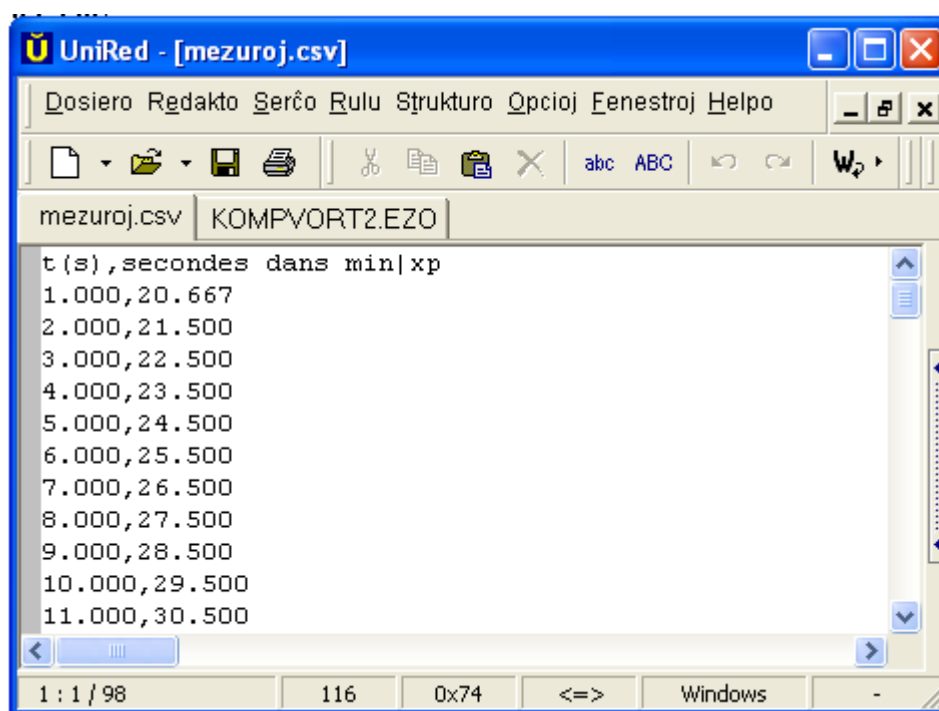 UniRed - [mezuroj.csv]
Dosiero Redakto Serĉo Rulu Strukturo Opcioj Fenestroj Helpo
abc ABC W
mezuroj.csv KOMPVORT2.EZO
t(s),secondes dans min|xp
1.000,20.667
2.000,21.500
3.000,22.500
4.000,23.500
5.000,24.500
6.000,25.500
7.000,26.500
8.000,27.500
9.000,28.500
10.000,29.500
11.000,30.500
1 : 1 / 98 116 0x74 <=> Windows -